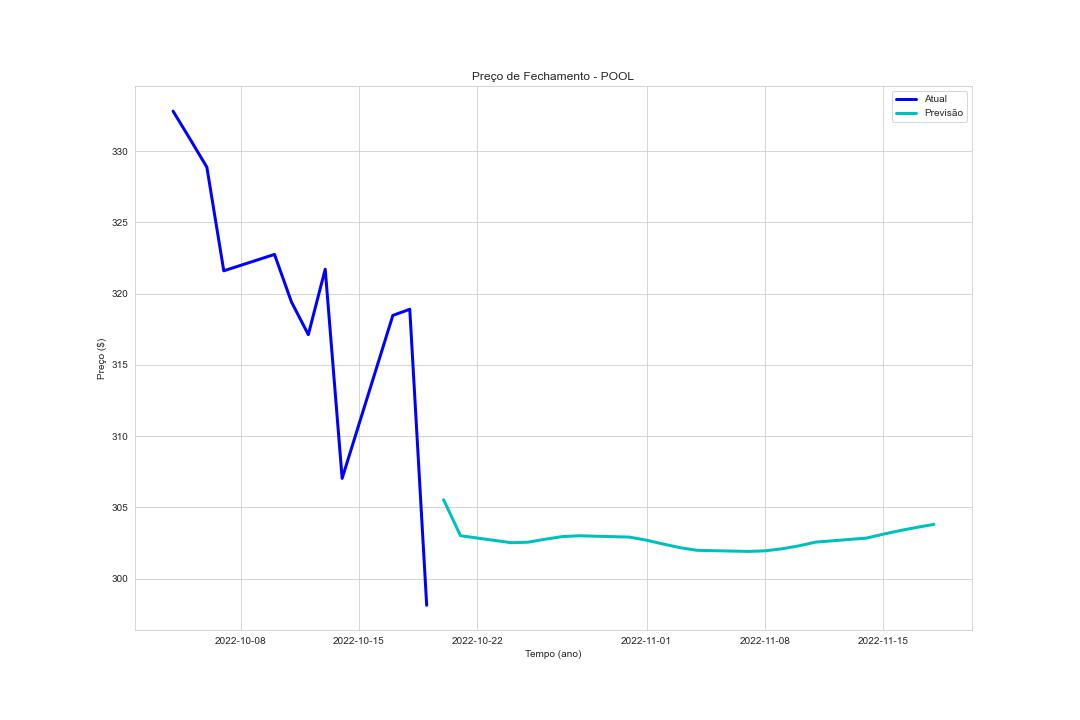 Preço de Fechamento - POOL
Atual
Previsão
330
325
320
315
310
305
300
Preço ($)
2022-10-08
2022-10-15
2022-10-22
2022-11-01
2022-11-08
2022-11-15
Tempo (ano)